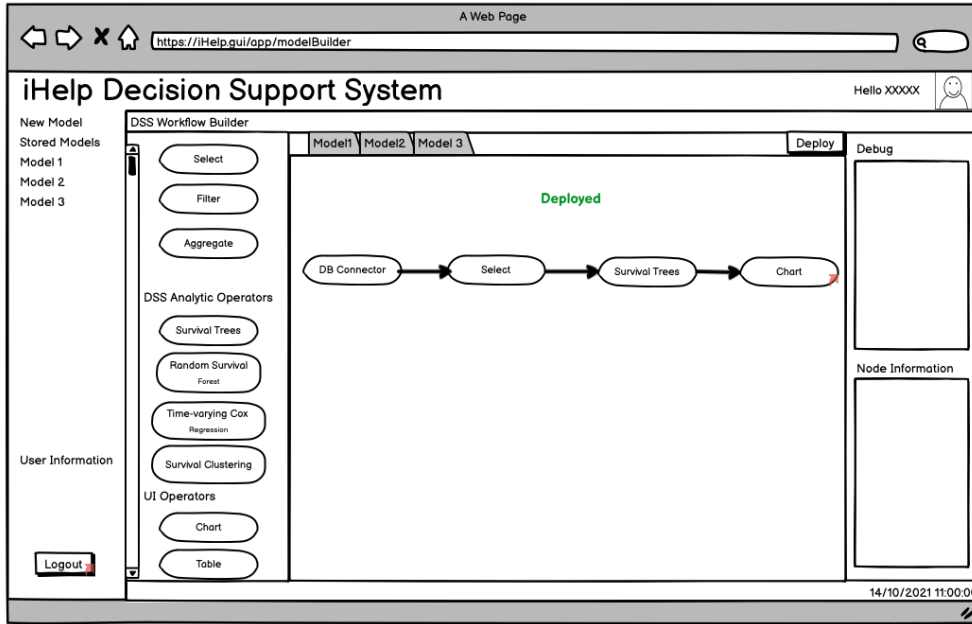 A Web Page
https://iHelp.gui/app/modelBuilder
iHelp Decision Support System
Hello XXXXX
New Model
Stored Models
Model 1
Model 2
Model 3
User Information
Logout
DSS Workflow Builder
Select
Filter
Aggregate
DSS Analytic Operators
Survival Trees
Random Survival
Forest
Time-varying Cox
Regression
Survival Clustering
UI Operators
Chart
Table
Model1 Model2 Model 3
Deploy
Deployed
DB Connector Select Survival Trees Chart
Debug
Node Information
14/10/2021 11:00:00